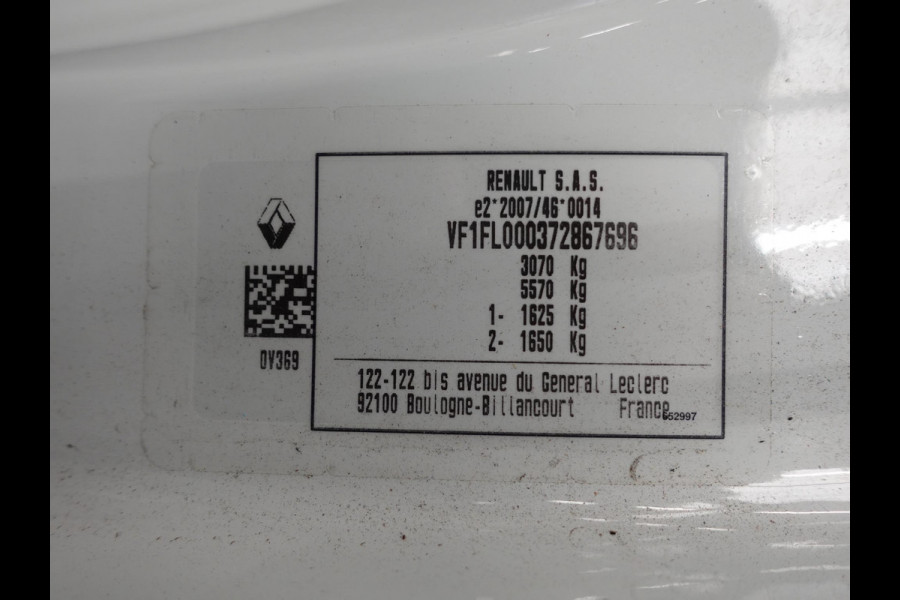 RENAULT S.A.S.
e2*2007/46*0014
VF1FL000372867696
3070 Kg
5570 Kg
1- 1625 Kg
2- 1650 Kg
0V369
122-122 bis avenue du General Leclerc
92100 Boulogne-Billancourt France
652997